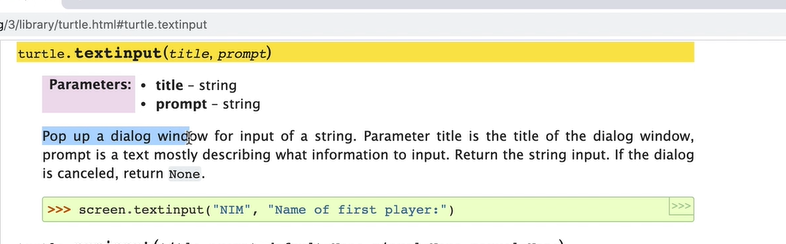 g/3/library/turtle.html#turtle.textinput
turtle.textinput(title, prompt)
Parameters: • title – string
• prompt – string
Pop up a dialog window for input of a string. Parameter title is the title of the dialog window,
prompt is a text mostly describing what information to input. Return the string input. If the dialog
is canceled, return None.
>>> screen.textinput("NIM", "Name of first player:")
>>>